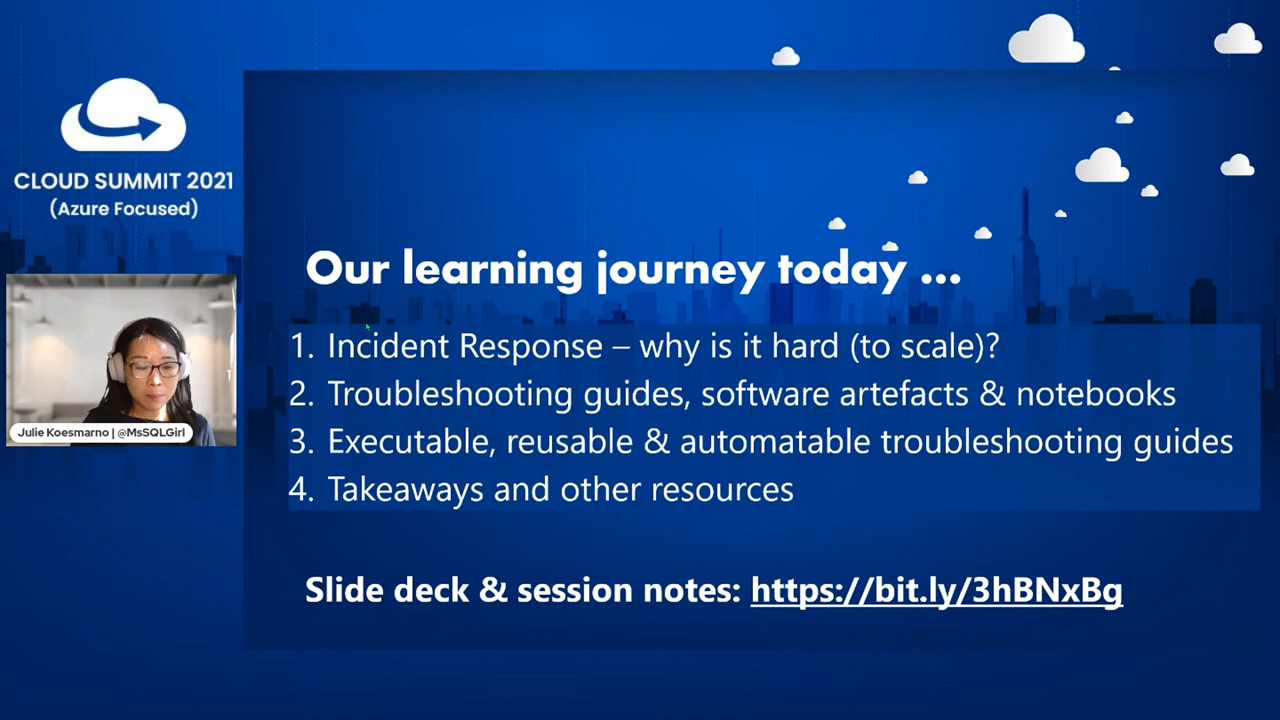 CLOUD SUMMIT 2021
(Azure Focused)
Julie Koesmarno | @MsSQLGirl
Our learning journey today ...
1. Incident Response – why is it hard (to scale)?
2. Troubleshooting guides, software artefacts & notebooks
3. Executable, reusable & automatable troubleshooting guides
4. Takeaways and other resources
Slide deck & session notes: https://bit.ly/3hBNxBg